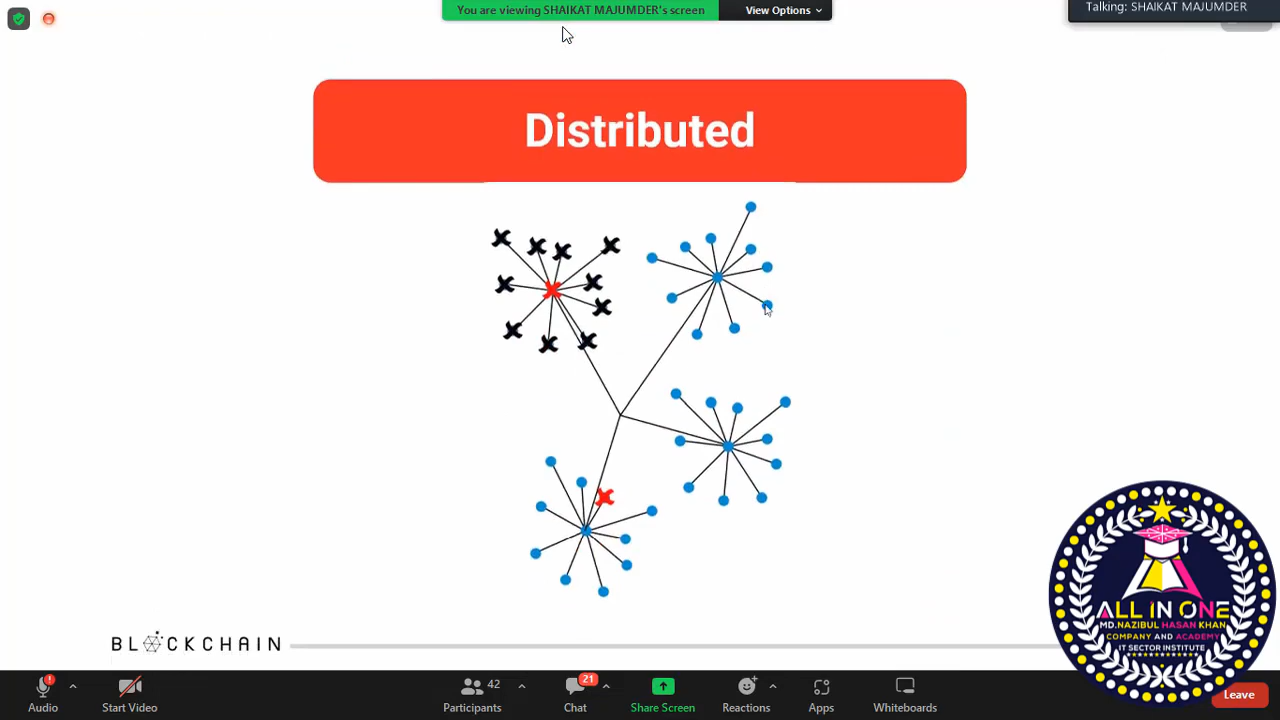 You are viewing SHAIKAT MAJUMDER's screen
View Options
Talking: SHAIKAT MAJUMDER
Distributed
BLOCKCHAIN
ALL IN ONE
MD.NAZIBUL HASAN KHAN
COMPANY AND ACADEMY
IT SECTOR INSTITUTE
Audio
Start Video
42
Participants
21
Chat
Share Screen
Reactions
Apps
Whiteboards
Leave